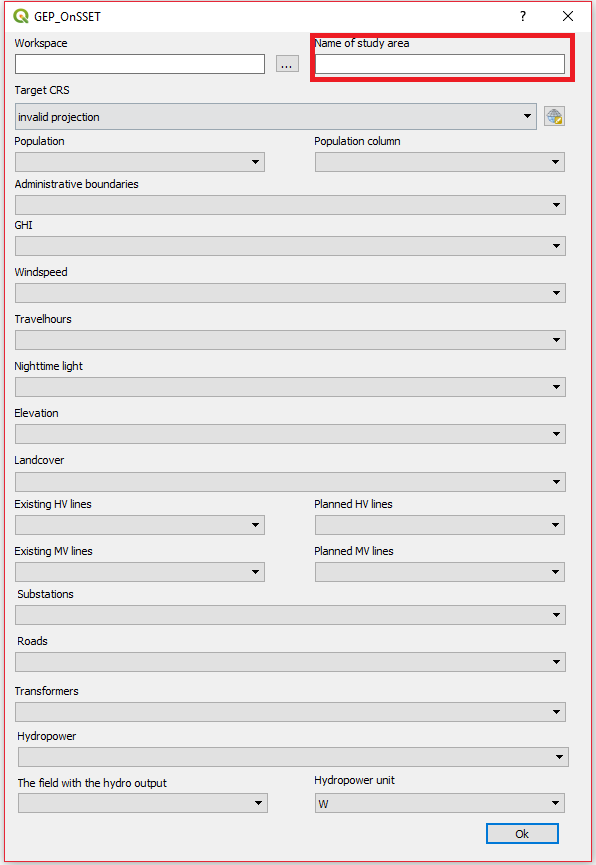 GEP_OnSSET ?
Workspace Name of study area
...
Target CRS
invalid projection
Population Population column
Administrative boundaries
GHI
Windspeed
Travelhours
Nighttime light
Elevation
Landcover
Existing HV lines Planned HV lines
Existing MV lines Planned MV lines
Substations
Roads
Transformers
Hydropower
The field with the hydro output Hydropower unit
W
Ok